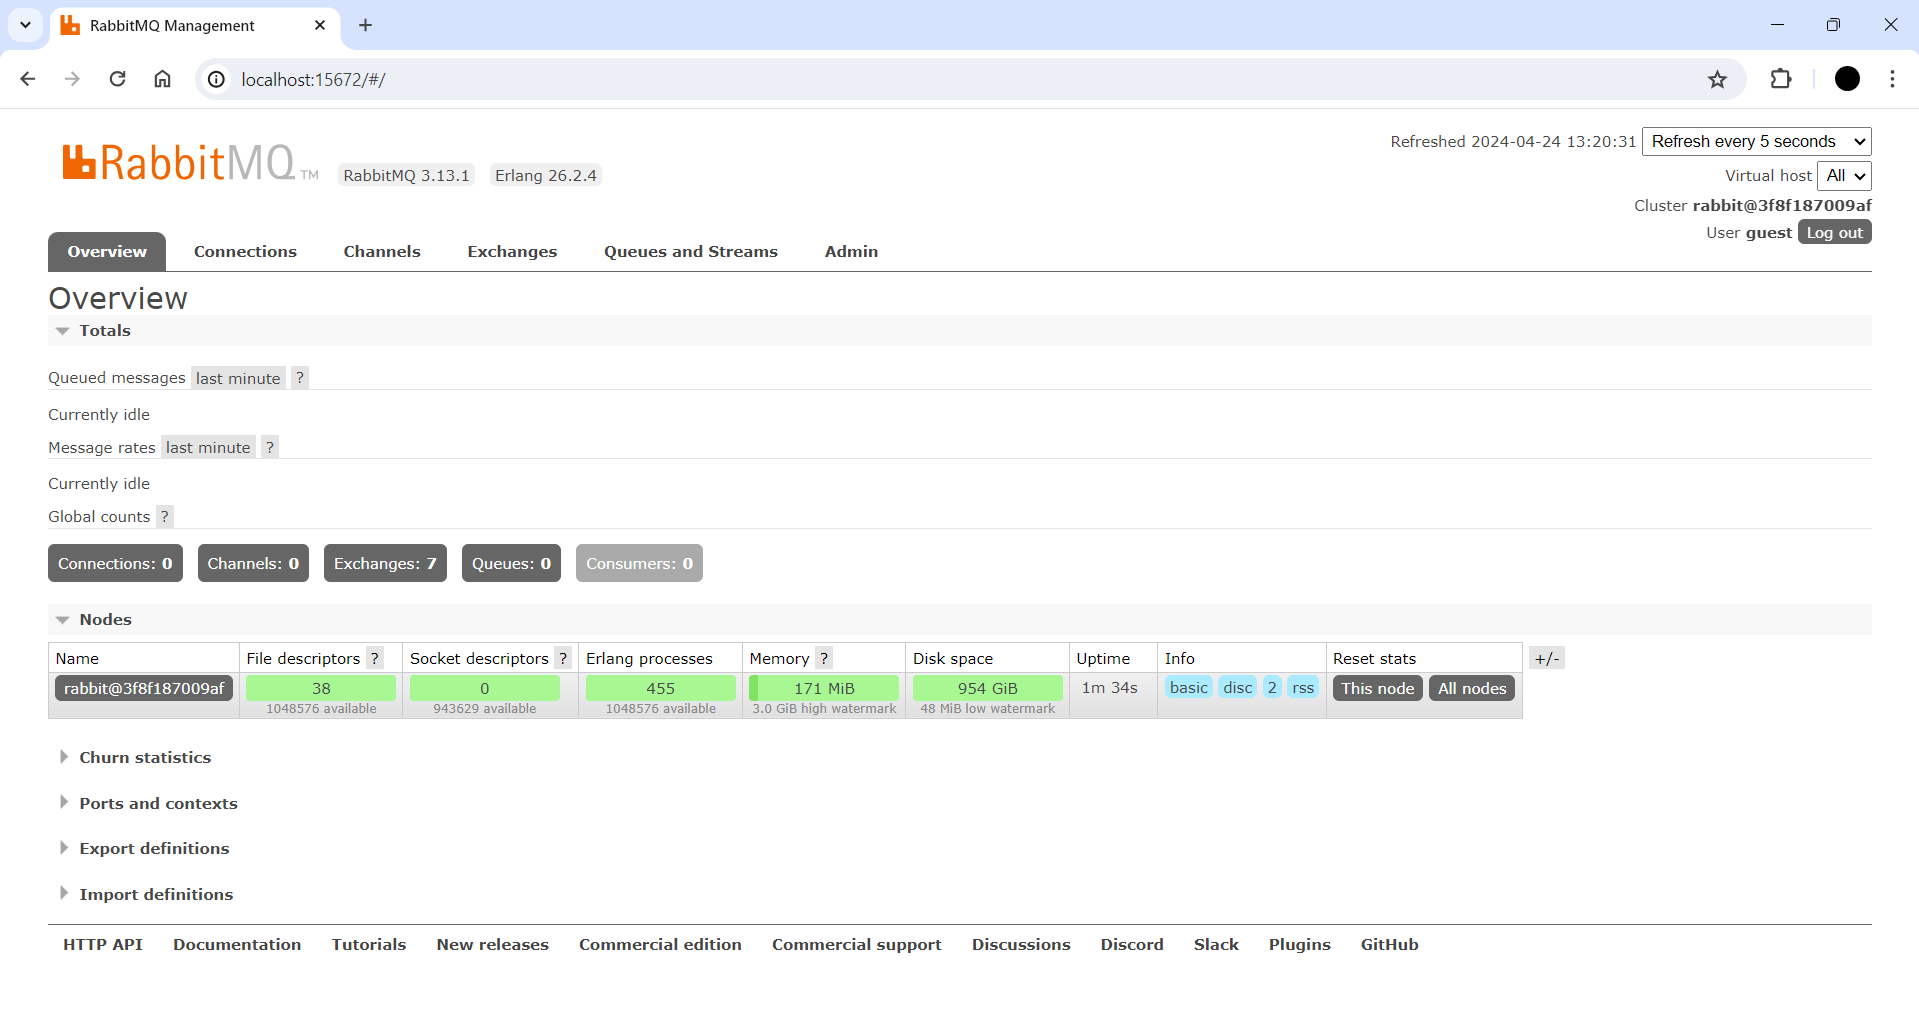 RabbitMQ Management
localhost:15672/#/
RabbitMQ TM
RabbitMQ 3.13.1 Erlang 26.2.4
Refreshed 2024-04-24 13:20:31 Refresh every 5 seconds
Virtual host All
Cluster rabbit@3f8f187009af
User guest Log out
Overview Connections Channels Exchanges Queues and Streams Admin
Overview
Totals
Queued messages last minute ?
Currently idle
Message rates last minute ?
Currently idle
Global counts ?
Connections: 0 Channels: 0 Exchanges: 7 Queues: 0 Consumers: 0
Nodes
Name File descriptors ? Socket descriptors ? Erlang processes Memory ? Disk space Uptime Info Reset stats +/-
rabbit@3f8f187009af 38 0 455 171 MiB 954 GiB 1m 34s basic disc 2 rss This node All nodes
1048576 available 943629 available 1048576 available 3.0 GiB high watermark 48 MiB low watermark
Churn statistics
Ports and contexts
Export definitions
Import definitions
HTTP API Documentation Tutorials New releases Commercial edition Commercial support Discussions Discord Slack Plugins GitHub